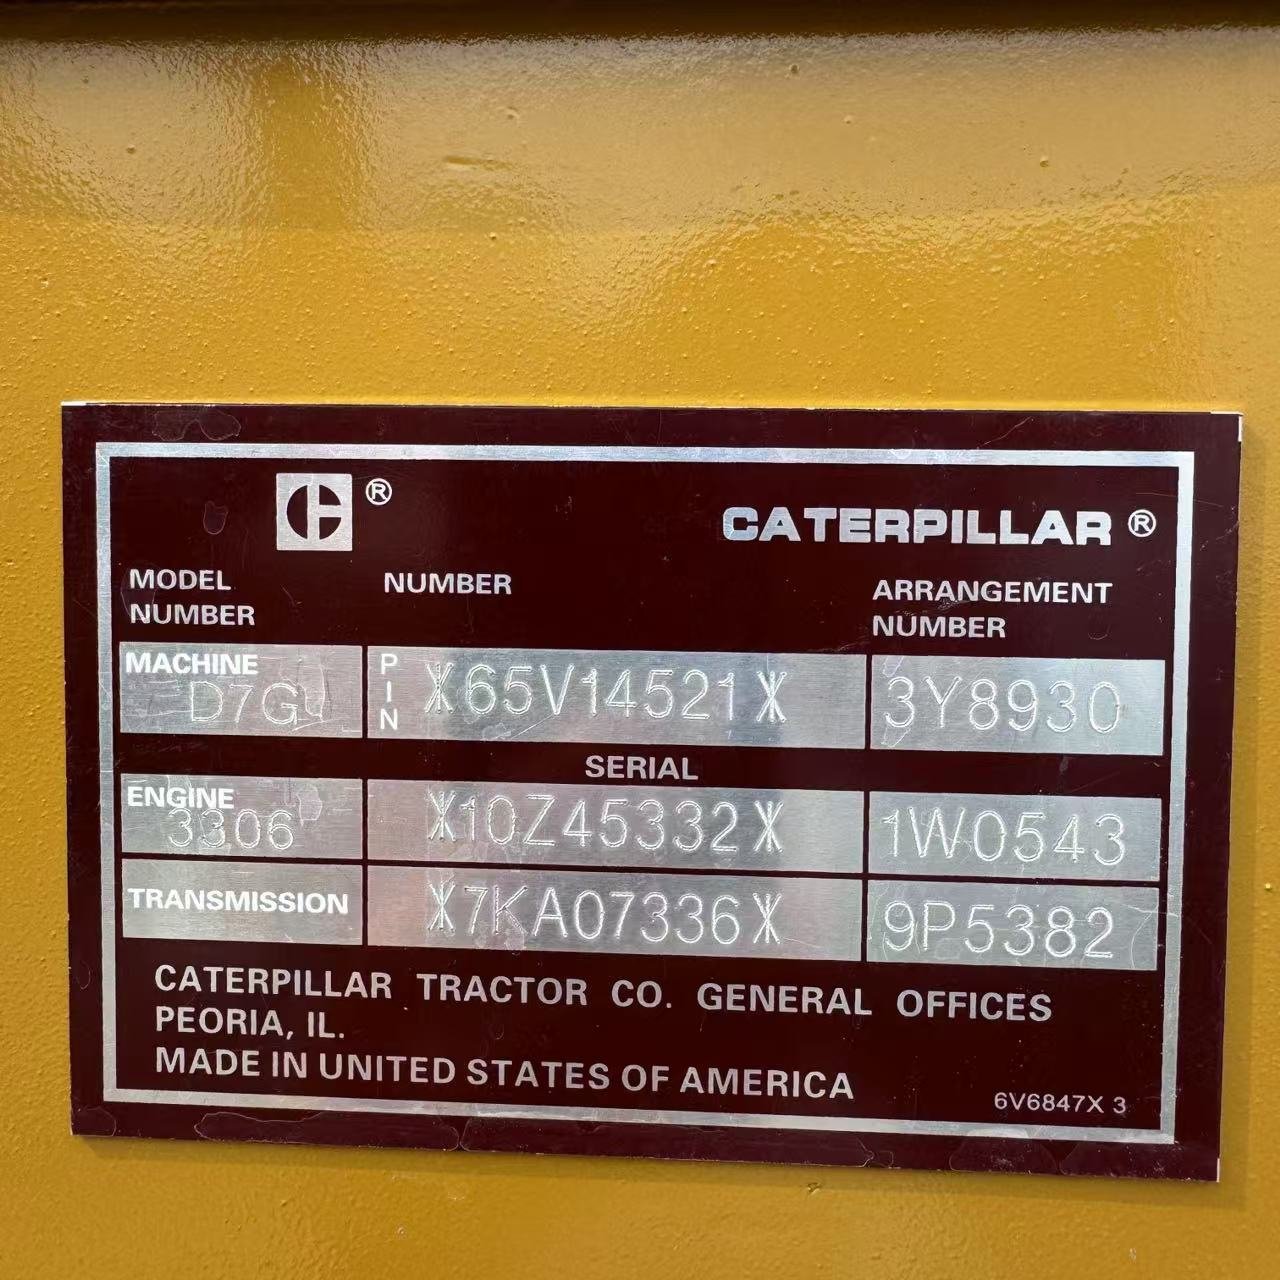 C ®
CATERPILLAR ®
MODEL NUMBER
NUMBER
ARRANGEMENT NUMBER
MACHINE D7G PIN X65V14521X 3Y8930
SERIAL
ENGINE 3306 X10Z45332X 1W0543
TRANSMISSION X7KA07336X 9P5382
CATERPILLAR TRACTOR CO. GENERAL OFFICES
PEORIA, IL.
MADE IN UNITED STATES OF AMERICA
6V6847X 3